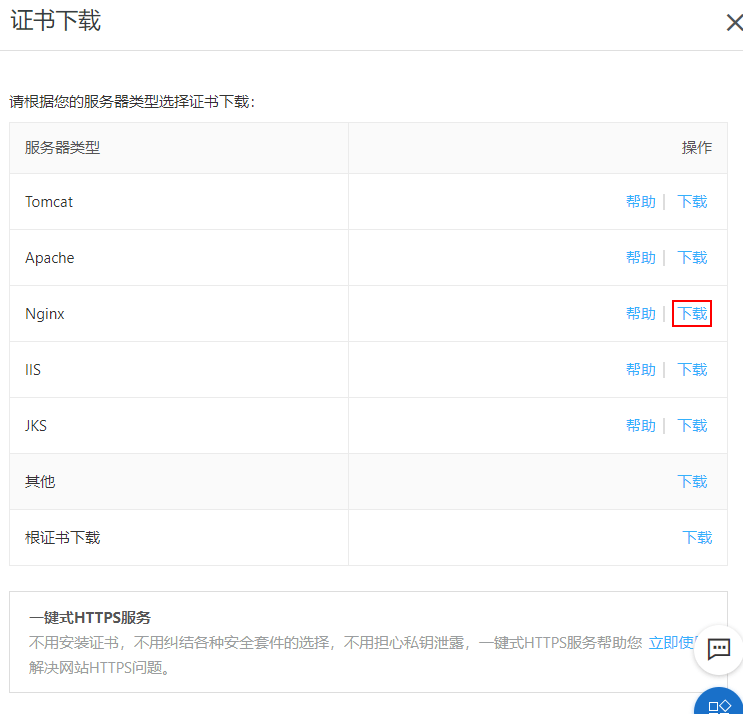 证书下载
请根据您的服务器类型选择证书下载：
服务器类型 操作
Tomcat 帮助 | 下载
Apache 帮助 | 下载
Nginx 帮助 | 下载
IIS 帮助 | 下载
JKS 帮助 | 下载
其他 下载
根证书下载 下载
一键式HTTPS服务
不用安装证书，不用纠结各种安全套件的选择，不用担心私钥泄露，一键式HTTPS服务帮助您 立即使
解决网站HTTPS问题。